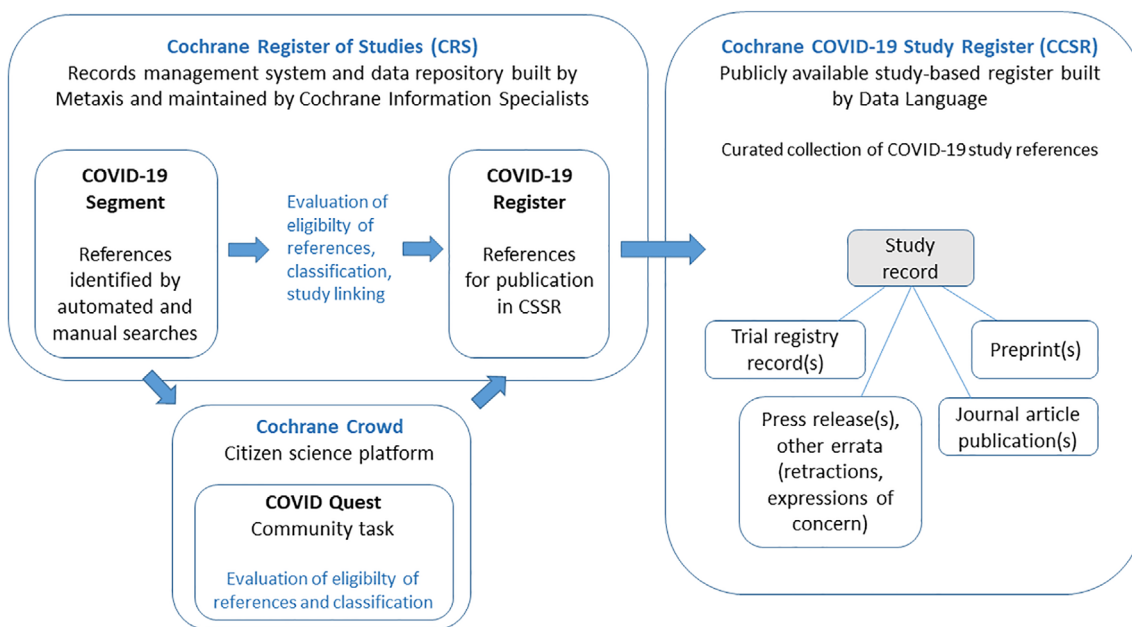 Cochrane Register of Studies (CRS)
Records management system and data repository built by
Metaxis and maintained by Cochrane Information Specialists
COVID-19
Segment
References
identified by
automated and
manual searches
Evaluation of
eligibilty of
references,
classification,
study linking
COVID-19
Register
References
for publication
in CSSR
Cochrane Crowd
Citizen science platform
COVID Quest
Community task
Evaluation of eligibilty of
references and classification
Cochrane COVID-19 Study Register (CCSR)
Publicly available study-based register built
by Data Language
Curated collection of COVID-19 study references
Study
record
Trial registry
record(s)
Preprint(s)
Press release(s),
other errata
(retractions,
expressions of
concern)
Journal article
publication(s)